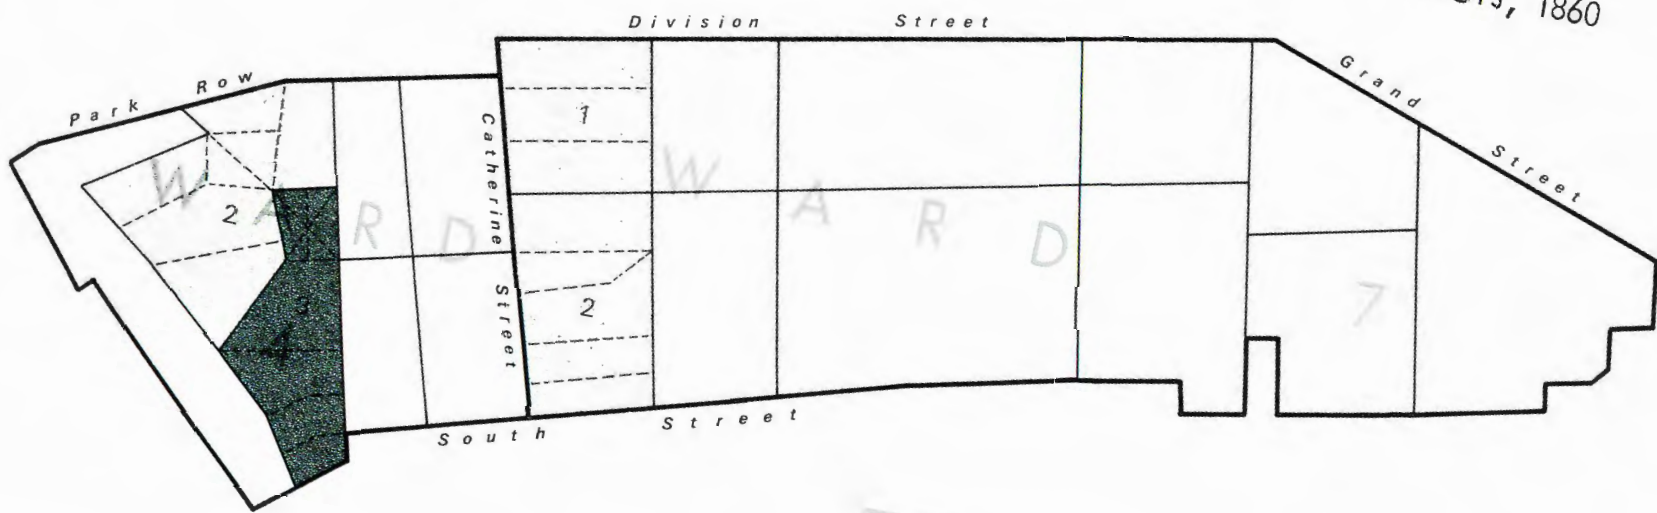 , 1860
Division Street
Park Row
Grand Street
Catherine Street
1
WARD
2
WARD
7
3
4
2
South Street